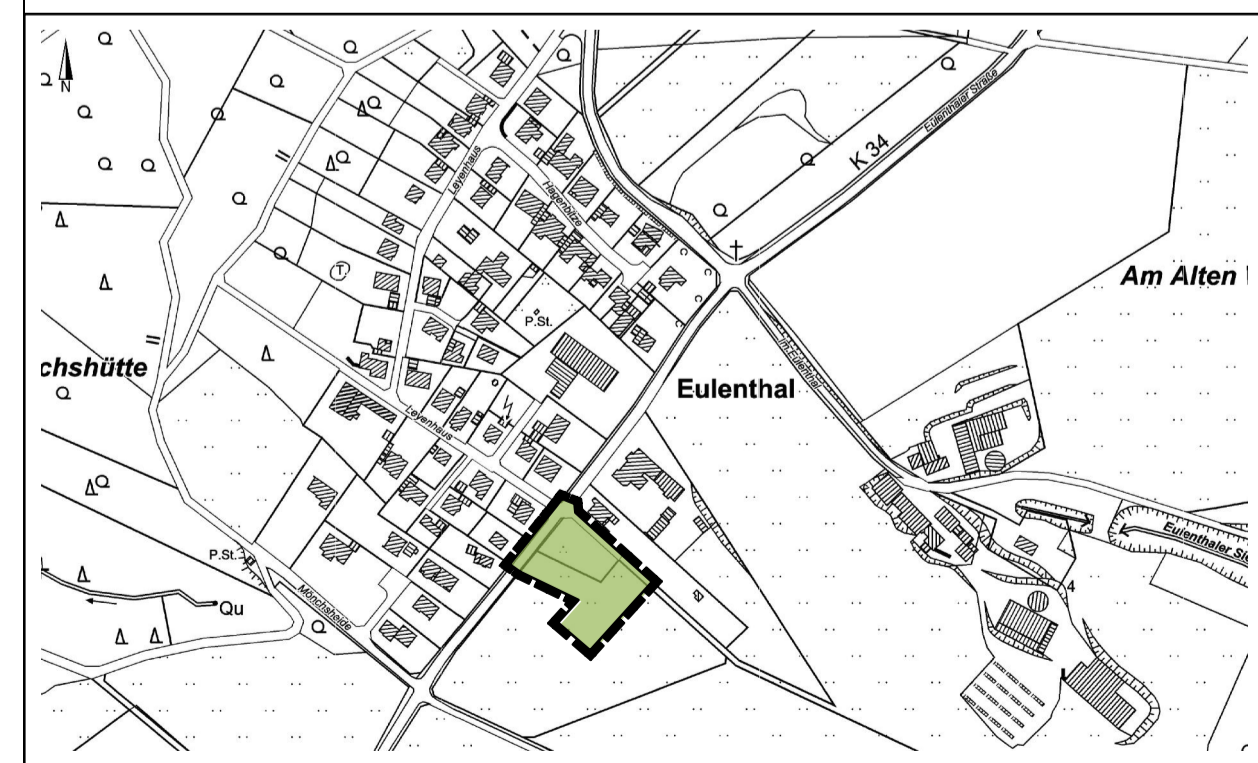 N
K 34
Eulenthaler Straße
Leyenhaus
Hagenbitze
Am Alten
T.
P.St.
chshütte
Eulenthal
Im Eulenthal
Leyenhaus
P.St.
Qu
Mönchsheide
K
Eulenthaler
4